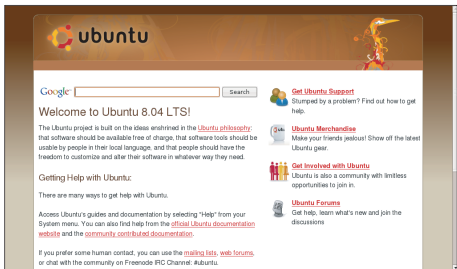 ubuntu
Google
Search
Welcome to Ubuntu 8.04 LTS!
The Ubuntu project is built on the ideas enshrined in the Ubuntu philosophy:
that software should be available free of charge, that software tools should be
usable by people in their local language, and that people should have the
freedom to customize and alter their software in whatever way they need.
Getting Help with Ubuntu:
There are many ways to get help with Ubuntu.
Access Ubuntu's guides and documentation by selecting "Help" from your
System menu. You can also find help from the official Ubuntu documentation
website and the community contributed documentation.
If you prefer some human contact, you can use the mailing lists, web forums,
or chat with the community on Freenode IRC Channel: #ubuntu.
Get Ubuntu Support
Stumped by a problem? Find out how to get
help.
Ubuntu Merchandise
Make your friends jealous! Show off the latest
Ubuntu gear.
Get Involved with Ubuntu
Ubuntu is also a community with limitless
opportunities to join in.
Ubuntu Forums
Get help, learn what's new and join the
discussions